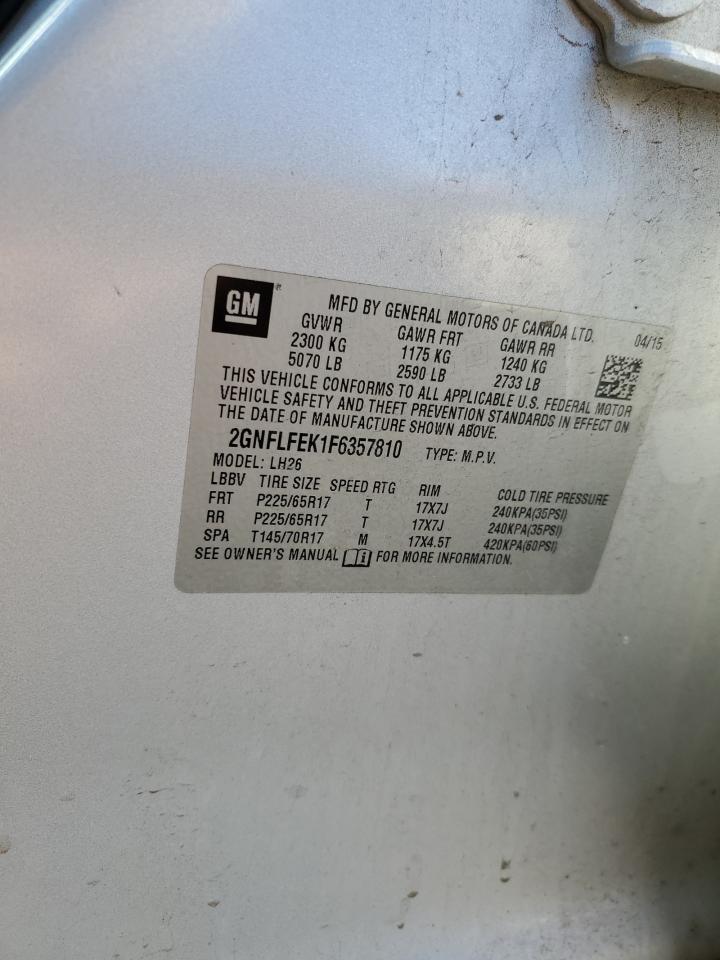 GM
MFD BY GENERAL MOTORS OF CANADA LTD. 04/15
GVWR GAWR FRT GAWR RR
2300 KG 1175 KG 1240 KG
5070 LB 2590 LB 2733 LB
THIS VEHICLE CONFORMS TO ALL APPLICABLE U.S. FEDERAL MOTOR
VEHICLE SAFETY AND THEFT PREVENTION STANDARDS IN EFFECT ON
THE DATE OF MANUFACTURE SHOWN ABOVE.
2GNFLFEK1F6357810 TYPE: M.P.V.
MODEL: LH26
LBBV TIRE SIZE SPEED RTG RIM COLD TIRE PRESSURE
FRT P225/65R17 T 17X7J 240KPA(35PSI)
RR P225/65R17 T 17X7J 240KPA(35PSI)
SPA T145/70R17 M 17X4.5T 420KPA(60PSI)
SEE OWNER'S MANUAL FOR MORE INFORMATION.